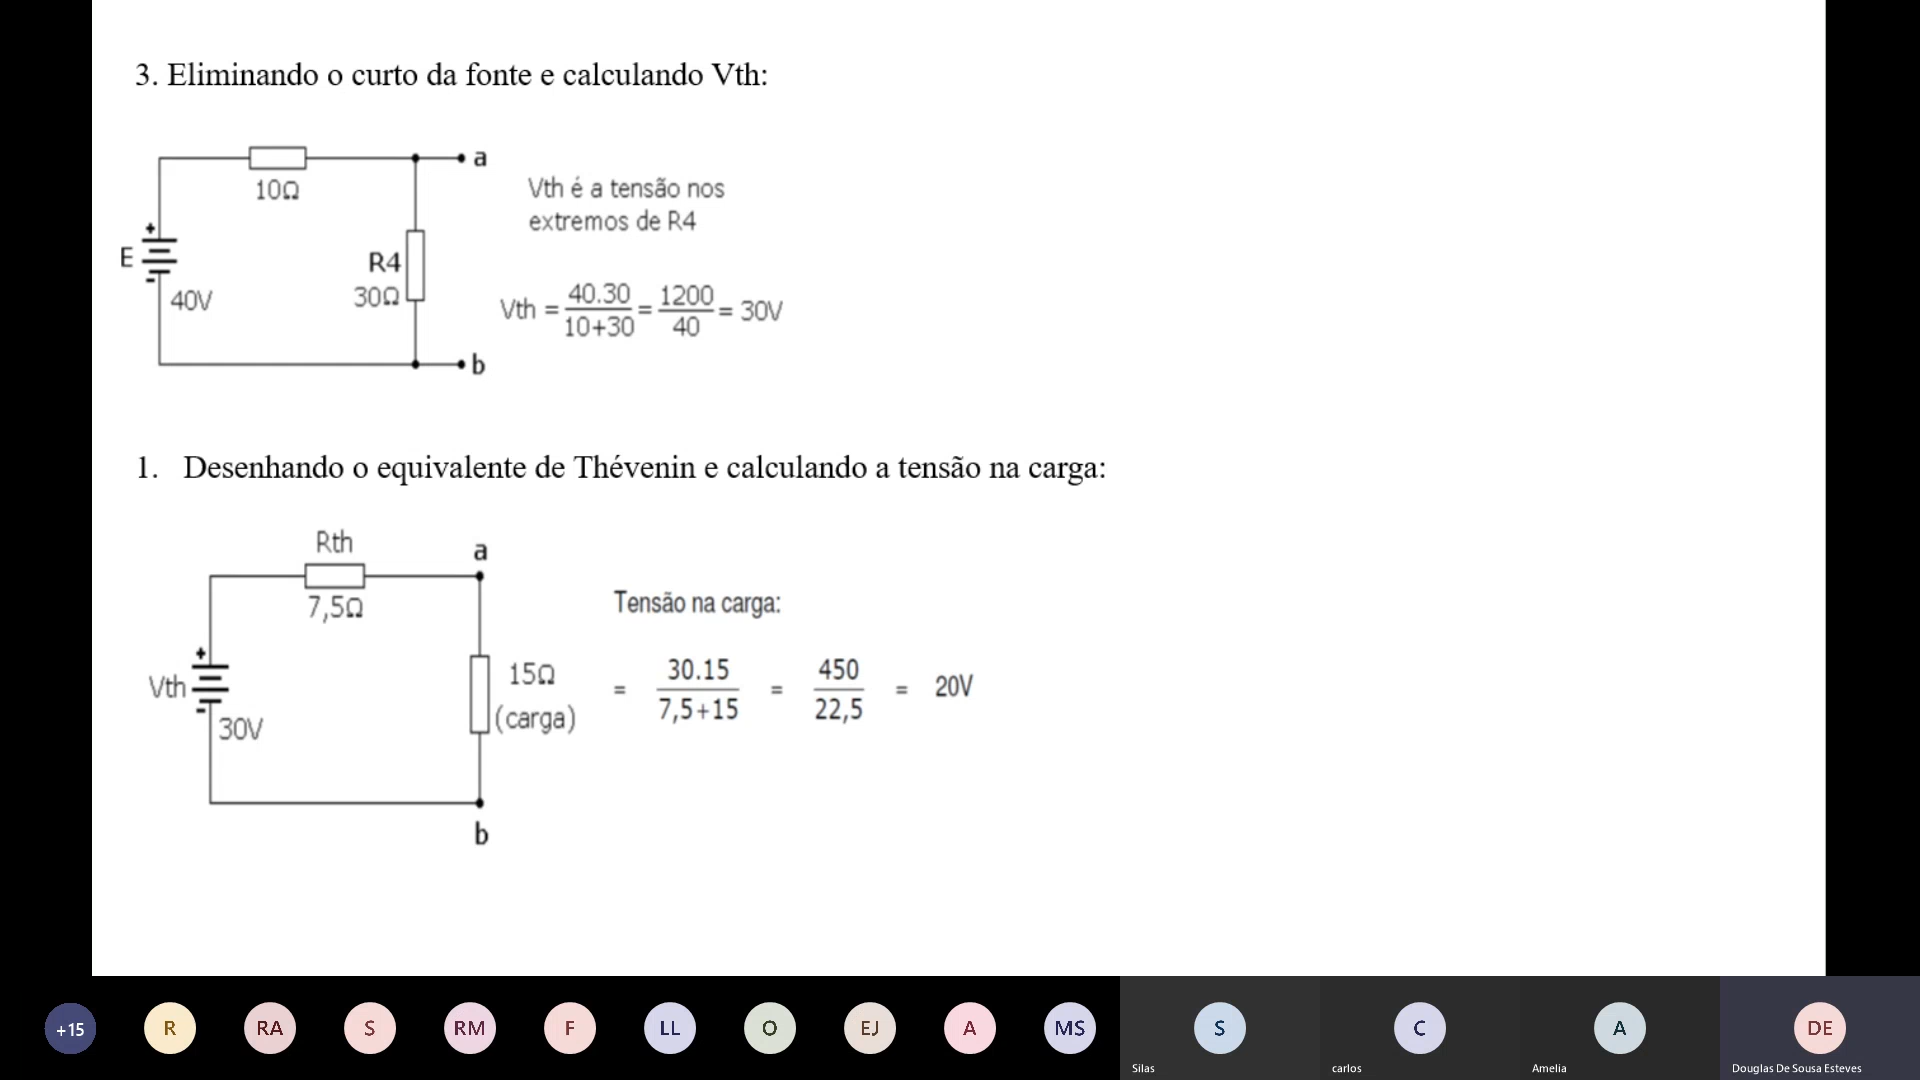 3. Eliminando o curto da fonte e calculando Vth:
a
10Ω
Vth é a tensão nos
extremos de R4
+
E
-
40V
R4
30Ω
Vth = 40.30 / 10+30 = 1200 / 40 = 30V
b
1. Desenhando o equivalente de Thévenin e calculando a tensão na carga:
Rth
a
7,5Ω
Tensão na carga:
+
Vth
-
30V
15Ω
(carga)
= 30.15 / 7,5+15 = 450 / 22,5 = 20V
b
+15 R RA S RM F LL O EJ A MS S C A DE
Silas carlos Amelia Douglas De Sousa Esteves